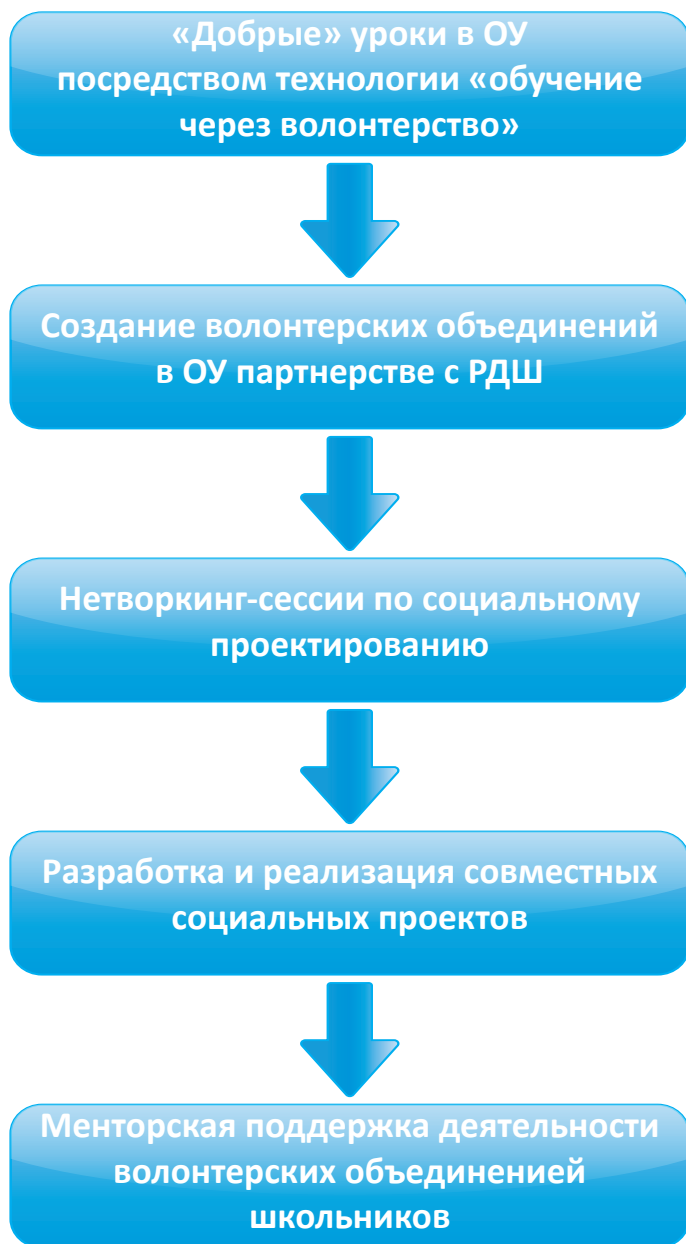 «Добрые» уроки в ОУ
посредством технологии «обучение
через волонтерство»
Создание волонтерских объединений
в ОУ партнерстве с РДШ
Нетворкинг-сессии по социальному
проектированию
Разработка и реализация совместных
социальных проектов
Менторская поддержка деятельности
волонтерских объединенией
школьников